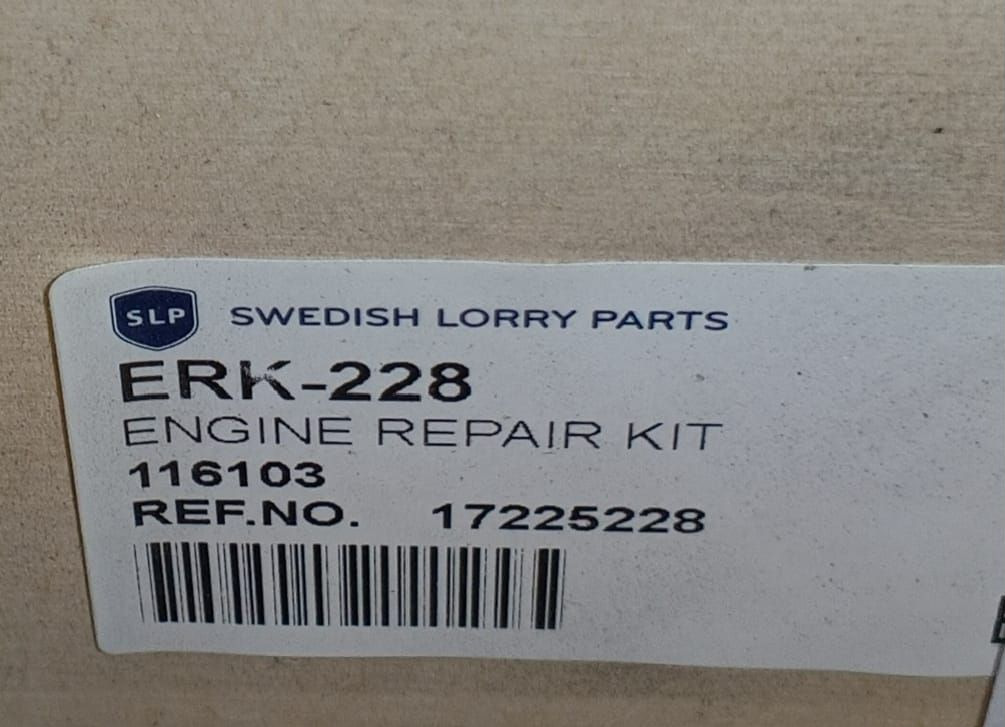 SLP SWEDISH LORRY PARTS
ERK-228
ENGINE REPAIR KIT
116103
REF.NO. 17225228